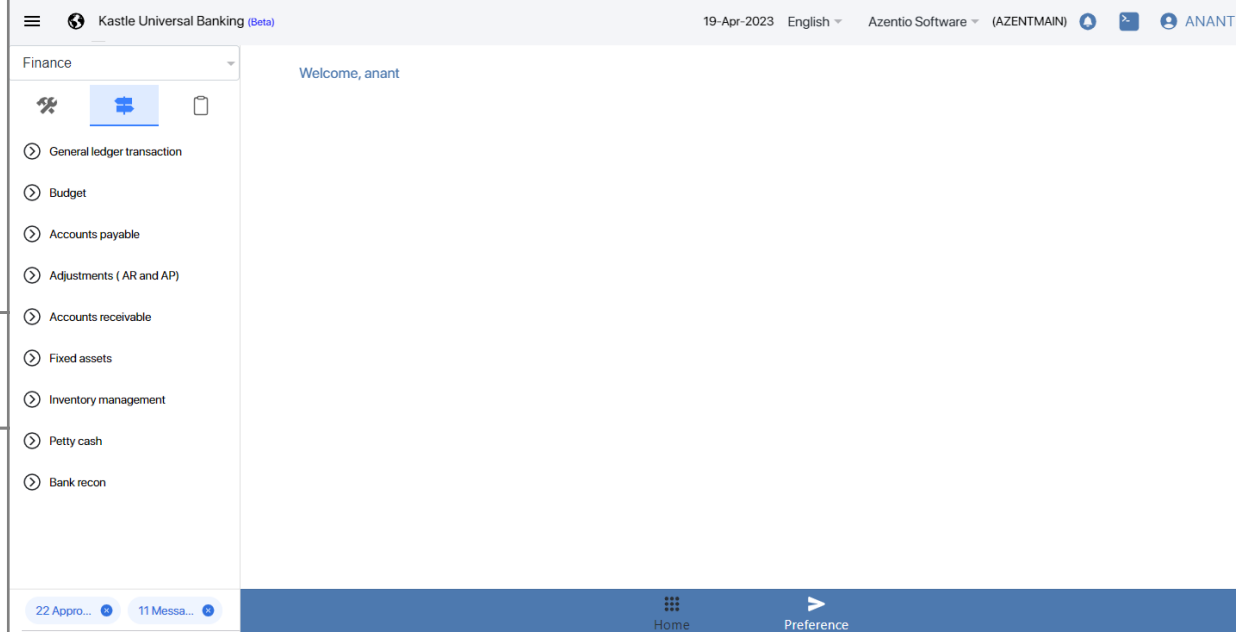 Kastle Universal Banking (Beta)
19-Apr-2023 English Azentio Software (AZENTMAIN) ANANT
Finance
Welcome, anant
General ledger transaction
Budget
Accounts payable
Adjustments ( AR and AP)
Accounts receivable
Fixed assets
Inventory management
Petty cash
Bank recon
22 Appro... 11 Messa...
Home Preference